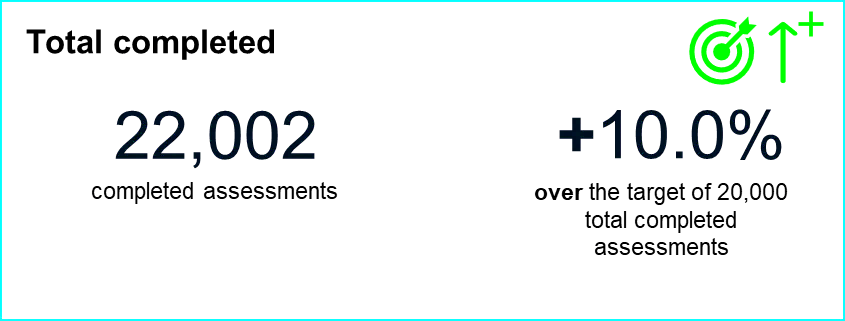 Total completed
22,002
completed assessments
+10.0%
over the target of 20,000
total completed
assessments